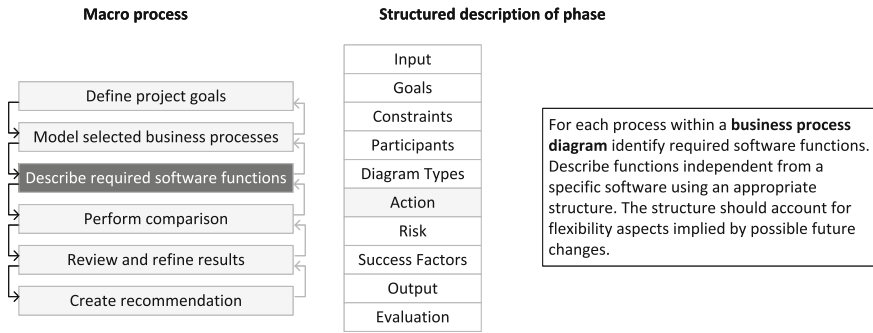 Macro process
Structured description of phase
Define project goals
Model selected business processes
Describe required software functions
Perform comparison
Review and refine results
Create recommendation
Input
Goals
Constraints
Participants
Diagram Types
Action
Risk
Success Factors
Output
Evaluation
For each process within a business process
diagram identify required software functions.
Describe functions independent from a
specific software using an appropriate
structure. The structure should account for
flexibility aspects implied by possible future
changes.